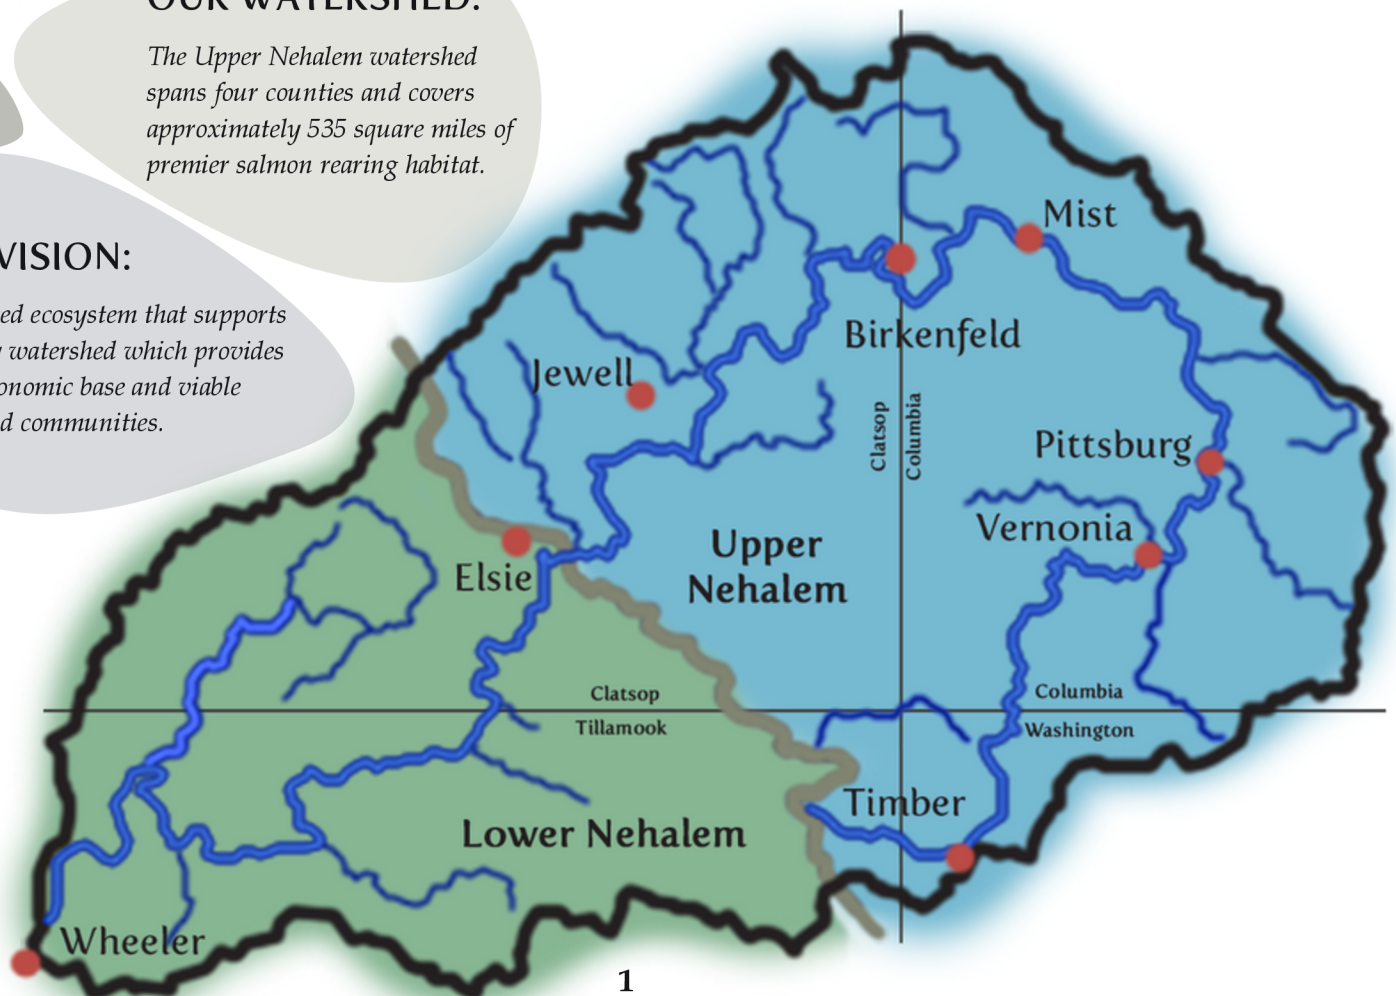 OUR WATERSHED:
The Upper Nehalem watershed
spans four counties and covers
approximately 535 square miles of
premier salmon rearing habitat.
VISION:
ed ecosystem that supports
watershed which provides
onomic base and viable
d communities.
Mist
Birkenfeld
Jewell
Clatsop
Columbia
Pittsburg
Vernonia
Upper
Nehalem
Elsie
Clatsop
Tillamook
Columbia
Washington
Timber
Lower Nehalem
Wheeler
1